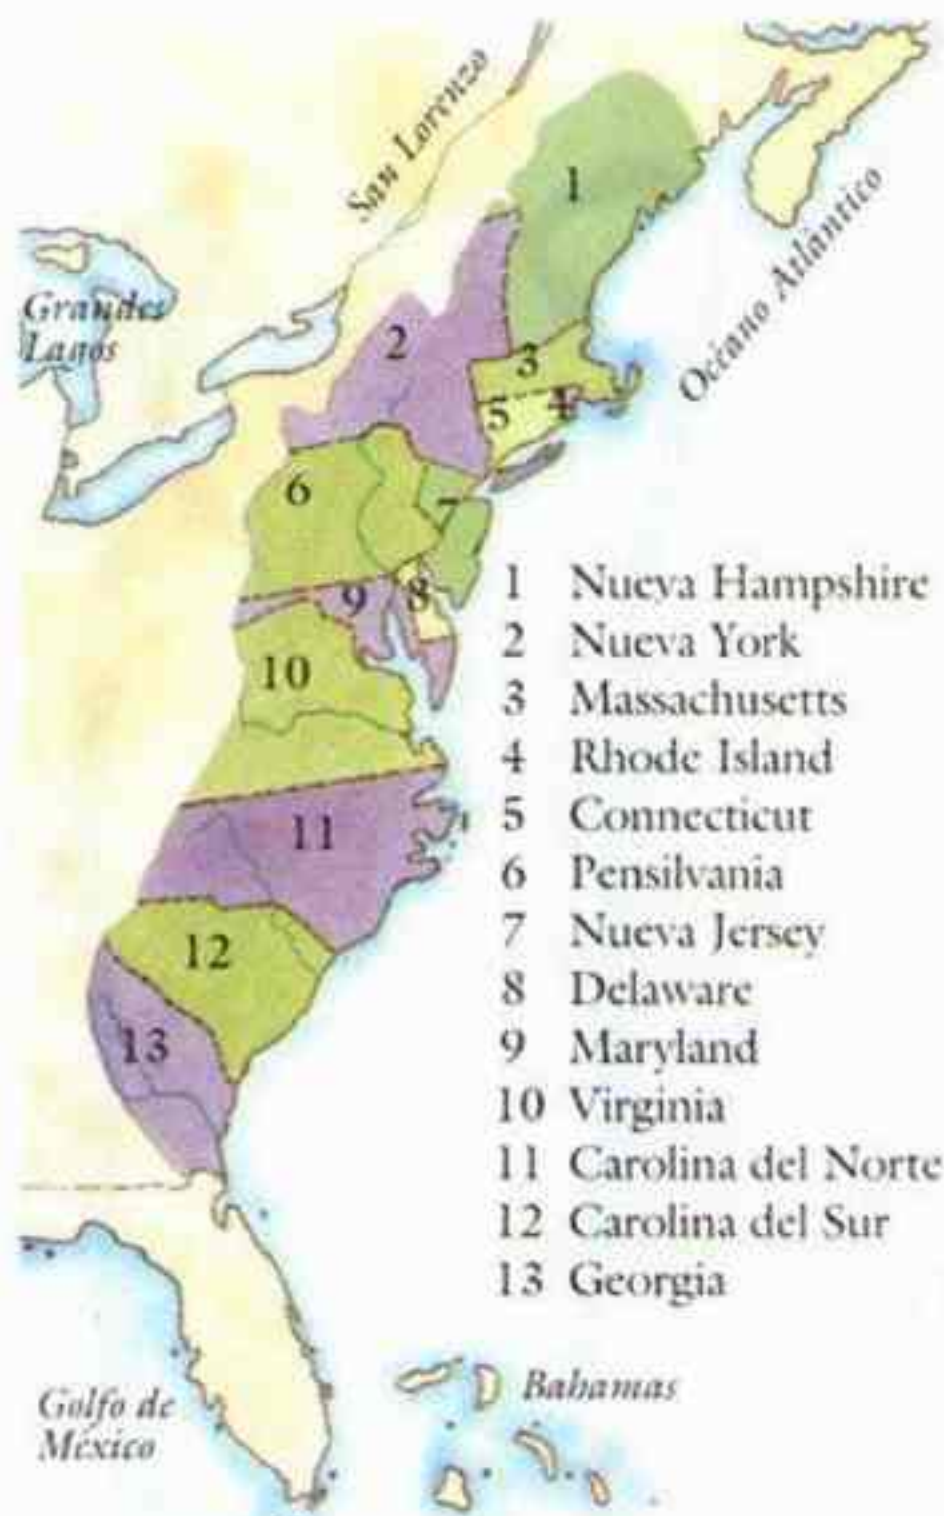 San Lorenzo
Océano Atlántico
Grandes
Lagos
1
2
3
4
5
6
7
8
9
10
11
12
13
1 Nueva Hampshire
2 Nueva York
3 Massachusetts
4 Rhode Island
5 Connecticut
6 Pensilvania
7 Nueva Jersey
8 Delaware
9 Maryland
10 Virginia
11 Carolina del Norte
12 Carolina del Sur
13 Georgia
Golfo de
México
Bahamas